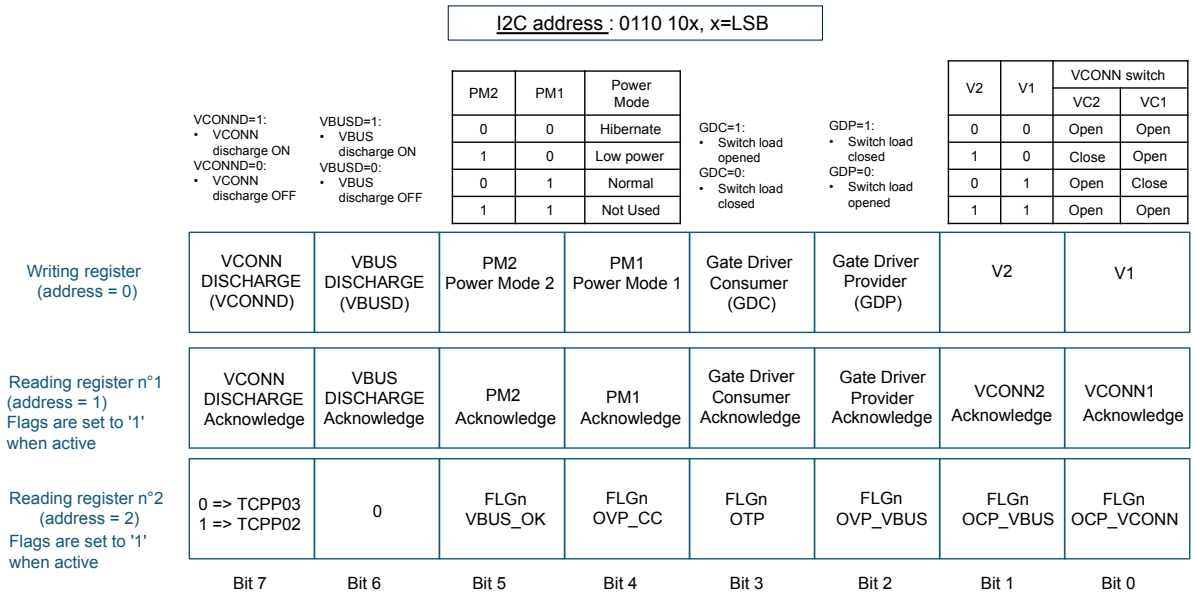 I2C address : 0110 10x, x=LSB
VCONND=1:
• VCONN
discharge ON
VCONND=0:
• VCONN
discharge OFF
VBUSD=1:
• VBUS
discharge ON
VBUSD=0:
• VBUS
discharge OFF
PM2 PM1 Power
Mode
0 0 Hibernate
1 0 Low power
0 1 Normal
1 1 Not Used
GDC=1:
• Switch load
opened
GDC=0:
• Switch load
closed
GDP=1:
• Switch load
closed
GDP=0:
• Switch load
opened
V2 V1 VCONN switch
VC2 VC1
0 0 Open Open
1 0 Close Open
0 1 Open Close
1 1 Open Open
Writing register
(address = 0)
VCONN
DISCHARGE
(VCONND)
VBUS
DISCHARGE
(VBUSD)
PM2
Power Mode 2
PM1
Power Mode 1
Gate Driver
Consumer
(GDC)
Gate Driver
Provider
(GDP)
V2
V1
Reading register n°1
(address = 1)
Flags are set to '1'
when active
VCONN
DISCHARGE
Acknowledge
VBUS
DISCHARGE
Acknowledge
PM2
Acknowledge
PM1
Acknowledge
Gate Driver
Consumer
Acknowledge
Gate Driver
Provider
Acknowledge
VCONN2
Acknowledge
VCONN1
Acknowledge
Reading register n°2
(address = 2)
Flags are set to '1'
when active
0 => TCPP03
1 => TCPP02
0
FLGn
VBUS_OK
FLGn
OVP_CC
FLGn
OTP
FLGn
OVP_VBUS
FLGn
OCP_VBUS
FLGn
OCP_VCONN
Bit 7 Bit 6 Bit 5 Bit 4 Bit 3 Bit 2 Bit 1 Bit 0